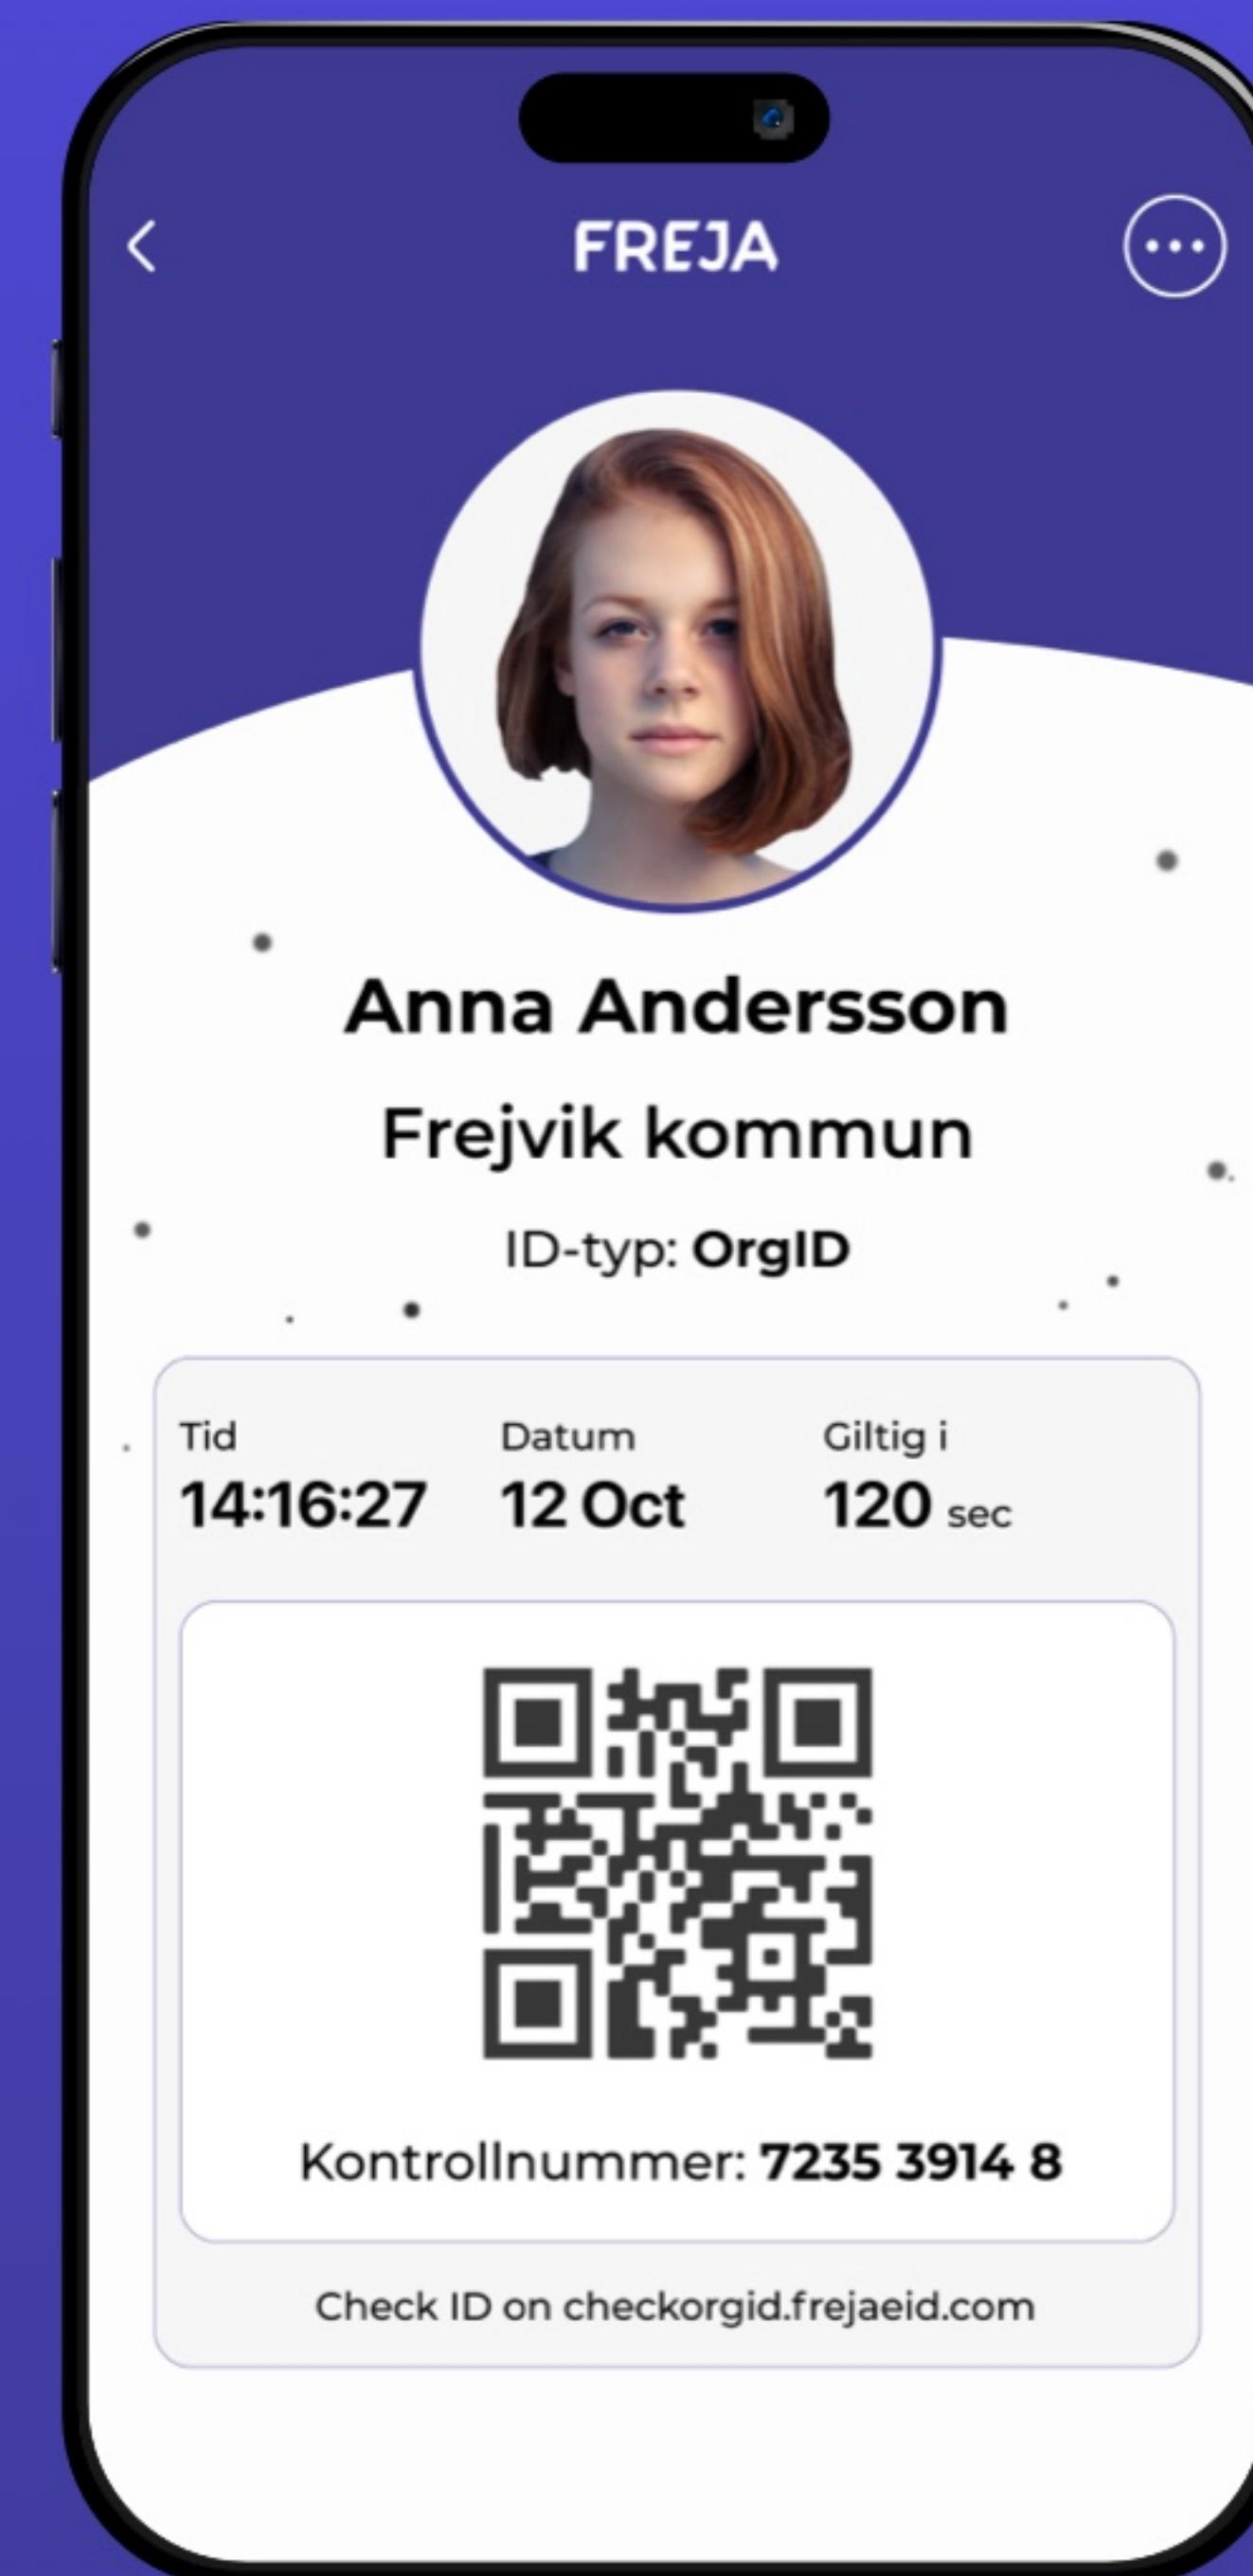 FREJA
Anna Andersson
Frejvik kommun
ID-typ: OrgID
Tid Datum Giltig i
14:16:27 12 Oct 120 sec
Kontrollnummer: 7235 3914 8
Check ID on checkorgid.frejaeid.com